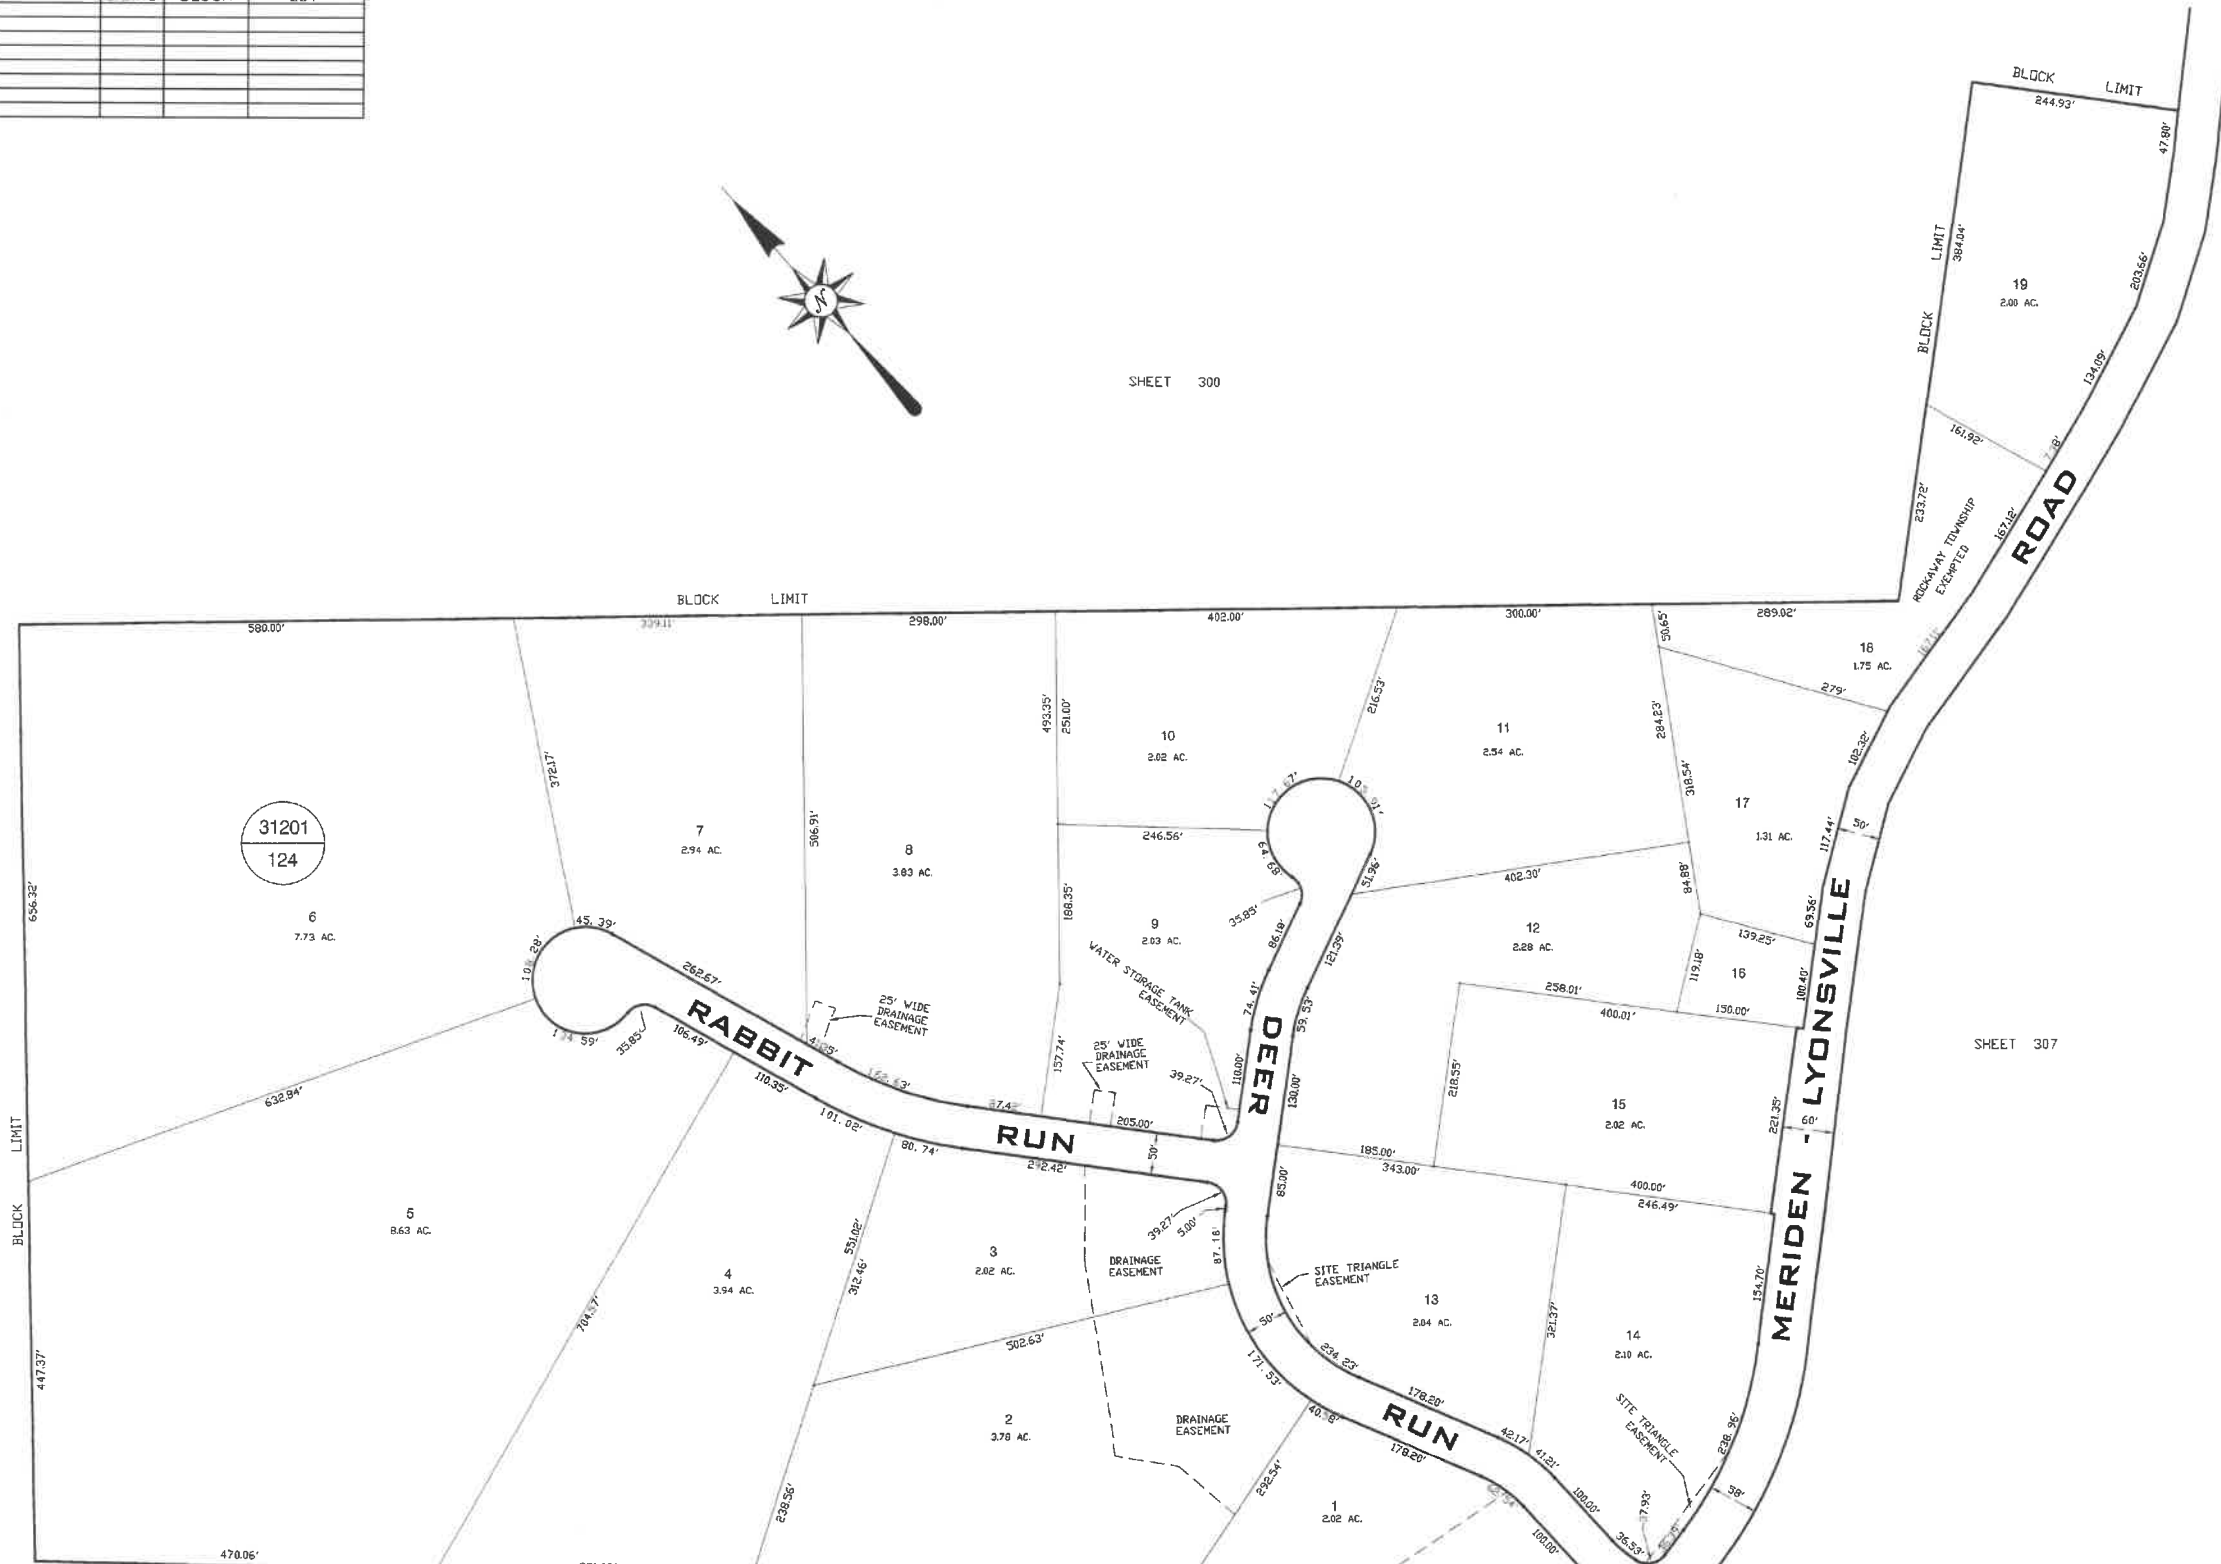 BLOCK LIMIT
244.93'
47.80'
BLOCK LIMIT
384.04'
203.66'
19
2.00 AC.
134.09'
N
SHEET 300
161.92'
233.72'
167.12'
ROCKAWAY TOWNSHIP
EXEMPTED
ROAD
BLOCK LIMIT
580.00'
339.11'
298.00'
402.00'
300.00'
289.02'
50.65'
18
1.75 AC.
279'
372.17'
493.35'
251.00'
216.53'
284.23'
10
2.02 AC.
11
2.54 AC.
102.32'
318.54'
31201
124
7
2.94 AC.
506.91'
8
3.83 AC.
246.56'
64.68'
51.96'
17
1.31 AC.
117.44'
50'
656.32'
6
7.73 AC.
45.39'
188.35'
35.85'
402.30'
84.88'
9
2.03 AC.
86.18'
121.39'
12
2.28 AC.
69.56'
139.25'
262.67'
WATER STORAGE TANK
EASEMENT
74.41'
59.53'
258.01'
400.01'
119.18'
16
150.00'
100.40'
35.85'
106.49'
RABBIT
25' WIDE
DRAINAGE
EASEMENT
157.74'
25' WIDE
DRAINAGE
EASEMENT
39.27'
110.00'
DEER
130.00'
218.55'
SHEET 307
632.84'
110.35'
101.02'
80.74'
205.00'
RUN
50'
15
2.02 AC.
221.35'
60'
185.00'
343.00'
85.00'
400.00'
246.49'
MERIDEN - LYONSVILLE
BLOCK LIMIT
5
8.63 AC.
39.27'
5.00'
87.18'
551.02'
312.46'
3
2.02 AC.
DRAINAGE
EASEMENT
SITE TRIANGLE
EASEMENT
4
3.94 AC.
154.70'
13
2.04 AC.
321.37'
50'
14
2.10 AC.
502.63'
234.23'
171.53'
447.37'
178.20'
SITE TRIANGLE
EASEMENT
2
3.78 AC.
DRAINAGE
EASEMENT
RUN
178.20'
42.17'
41.21'
238.96'
292.54'
58'
238.56'
1
2.02 AC.
100.00'
100.00'
37.93'
36.53'
470.06'